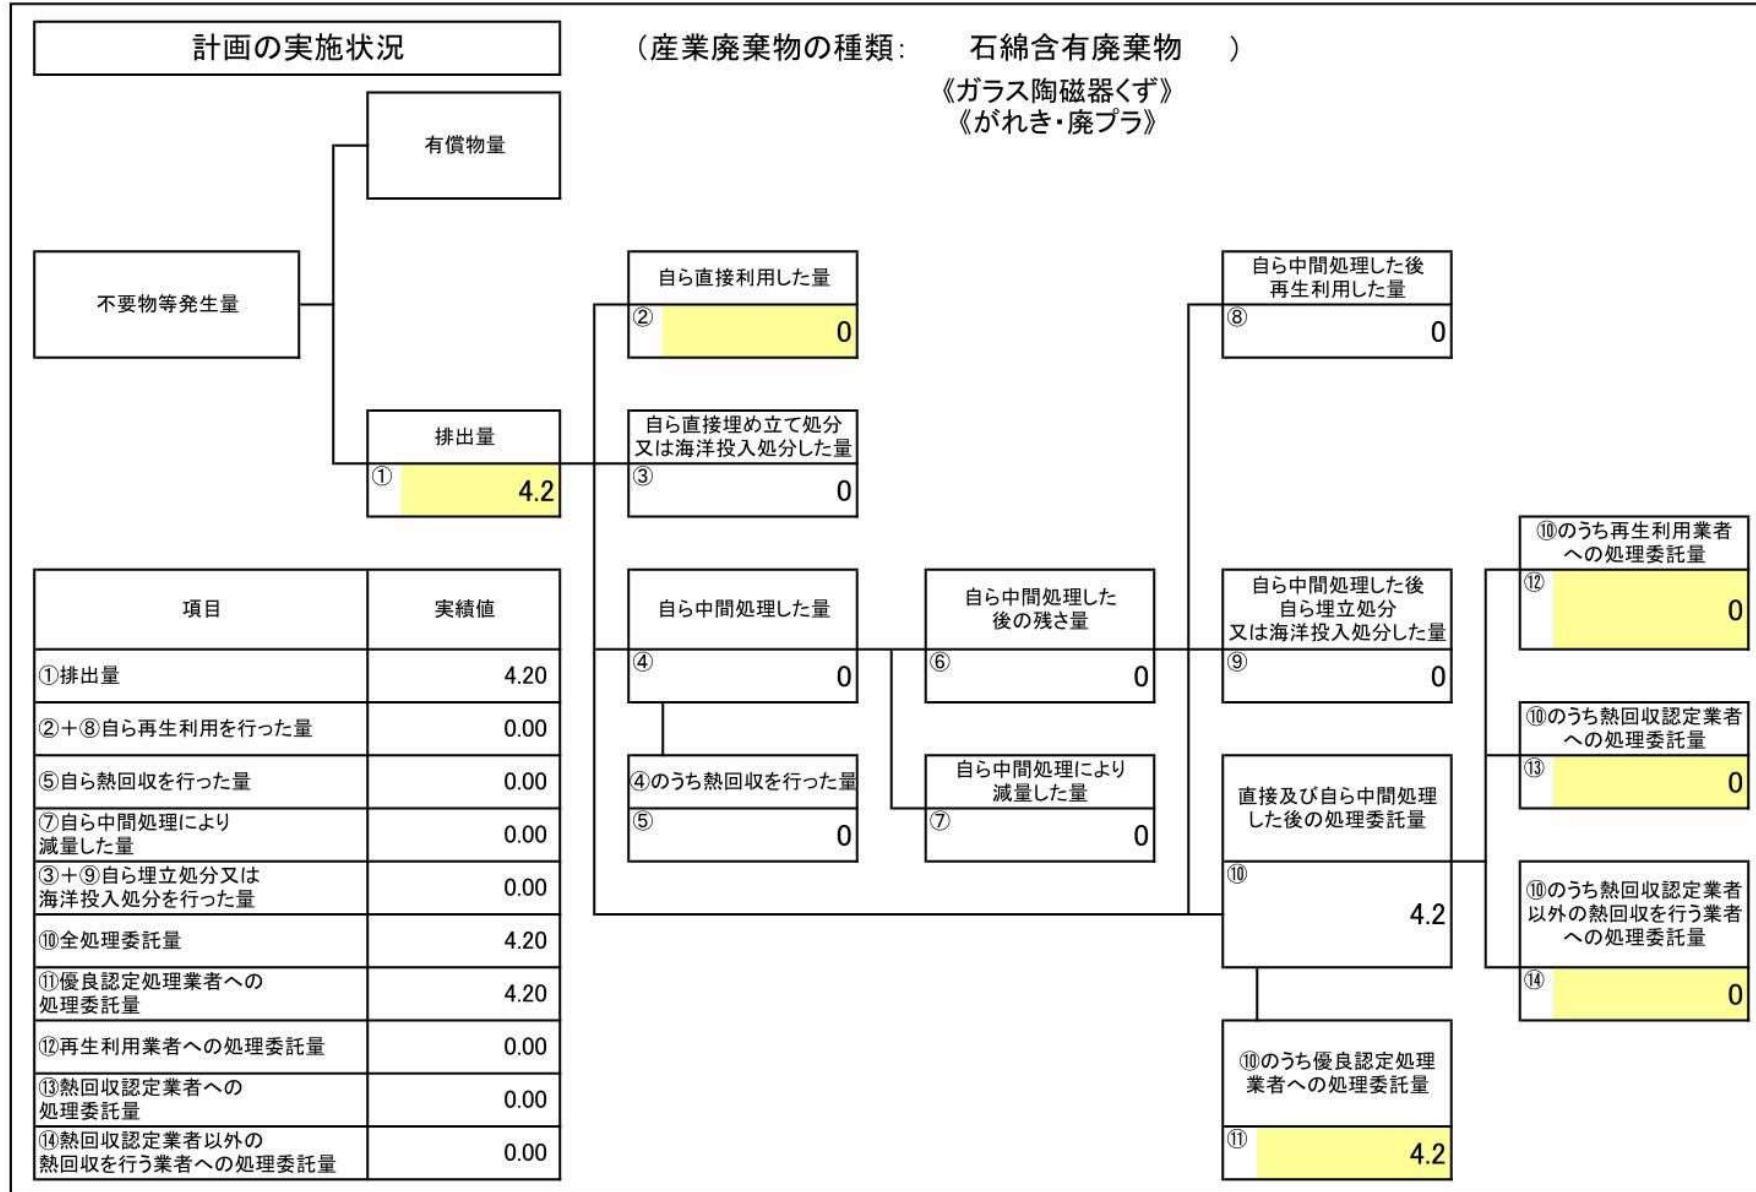 計画の実施状況
（産業廃棄物の種類： 石綿含有廃棄物 ）
《ガラス陶磁器くず》
《がれき・廃プラ》
有償物量
不要物等発生量
排出量
① 4.2
自ら直接利用した量
② 0
自ら直接埋め立て処分
又は海洋投入処分した量
③ 0
自ら中間処理した量
④ 0
④のうち熱回収を行った量
⑤ 0
自ら中間処理した
後の残さ量
⑥ 0
自ら中間処理により
減量した量
⑦ 0
自ら中間処理した後
再生利用した量
⑧ 0
自ら中間処理した後
自ら埋立処分
又は海洋投入処分した量
⑨ 0
直接及び自ら中間処理
した後の処理委託量
⑩
4.2
⑩のうち優良認定処理
業者への処理委託量
⑪ 4.2
⑩のうち再生利用業者
への処理委託量
⑫ 0
⑩のうち熱回収認定業者
への処理委託量
⑬ 0
⑩のうち熱回収認定業者
以外の熱回収を行う業者
への処理委託量
⑭ 0
項目 実績値
①排出量 4.20
②＋⑧自ら再生利用を行った量 0.00
⑤自ら熱回収を行った量 0.00
⑦自ら中間処理により
減量した量 0.00
③＋⑨自ら埋立処分又は
海洋投入処分を行った量 0.00
⑩全処理委託量 4.20
⑪優良認定処理業者への
処理委託量 4.20
⑫再生利用業者への処理委託量 0.00
⑬熱回収認定業者への
処理委託量 0.00
⑭熱回収認定業者以外の
熱回収を行う業者への処理委託量 0.00